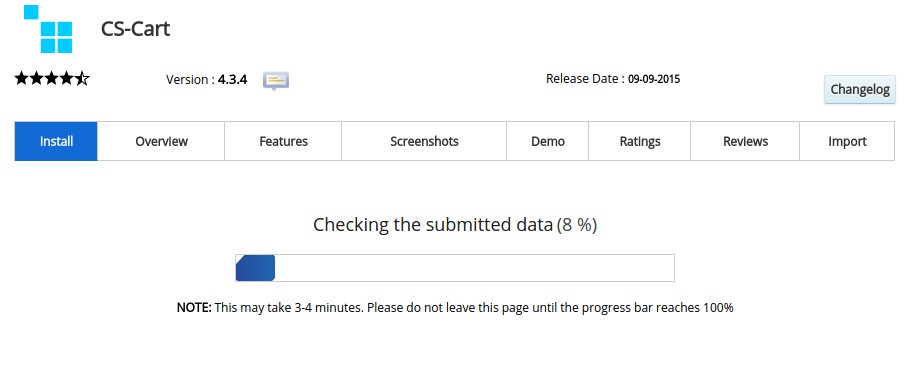 CS-Cart
Version : 4.3.4
Release Date : 09-09-2015
Changelog
Install Overview Features Screenshots Demo Ratings Reviews Import
Checking the submitted data (8 %)
NOTE: This may take 3-4 minutes. Please do not leave this page until the progress bar reaches 100%